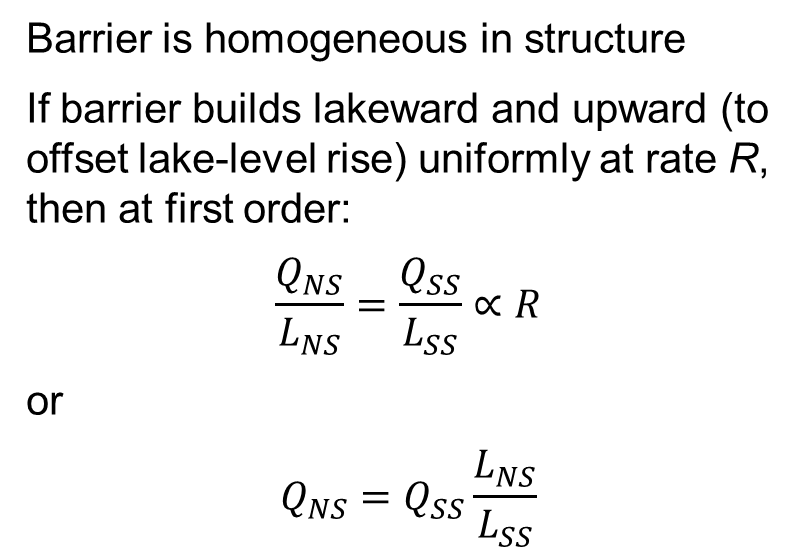 Barrier is homogeneous in structure
If barrier builds lakeward and upward (to
offset lake-level rise) uniformly at rate R,
then at first order:
Q_NS / L_NS = Q_SS / L_SS ∝ R
or
Q_NS = Q_SS L_NS / L_SS